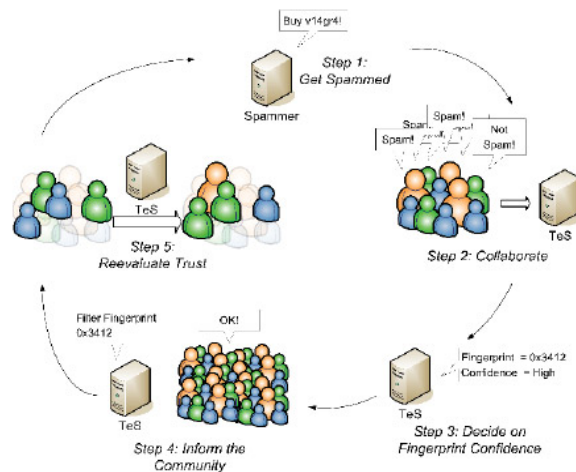 Buy v14gr4!
Step 1:
Get Spammed
Spammer
Spam!
Spam!
Spam!
Not
Spam!
TeS
Step 2: Collaborate
TeS
Step 5:
Reevaluate Trust
Filter Fingerprint
0x3412
OK!
TeS
Step 4: Inform the
Community
Fingerprint = 0x3412
Confidence = High
TeS
Step 3: Decide on
Fingerprint Confidence